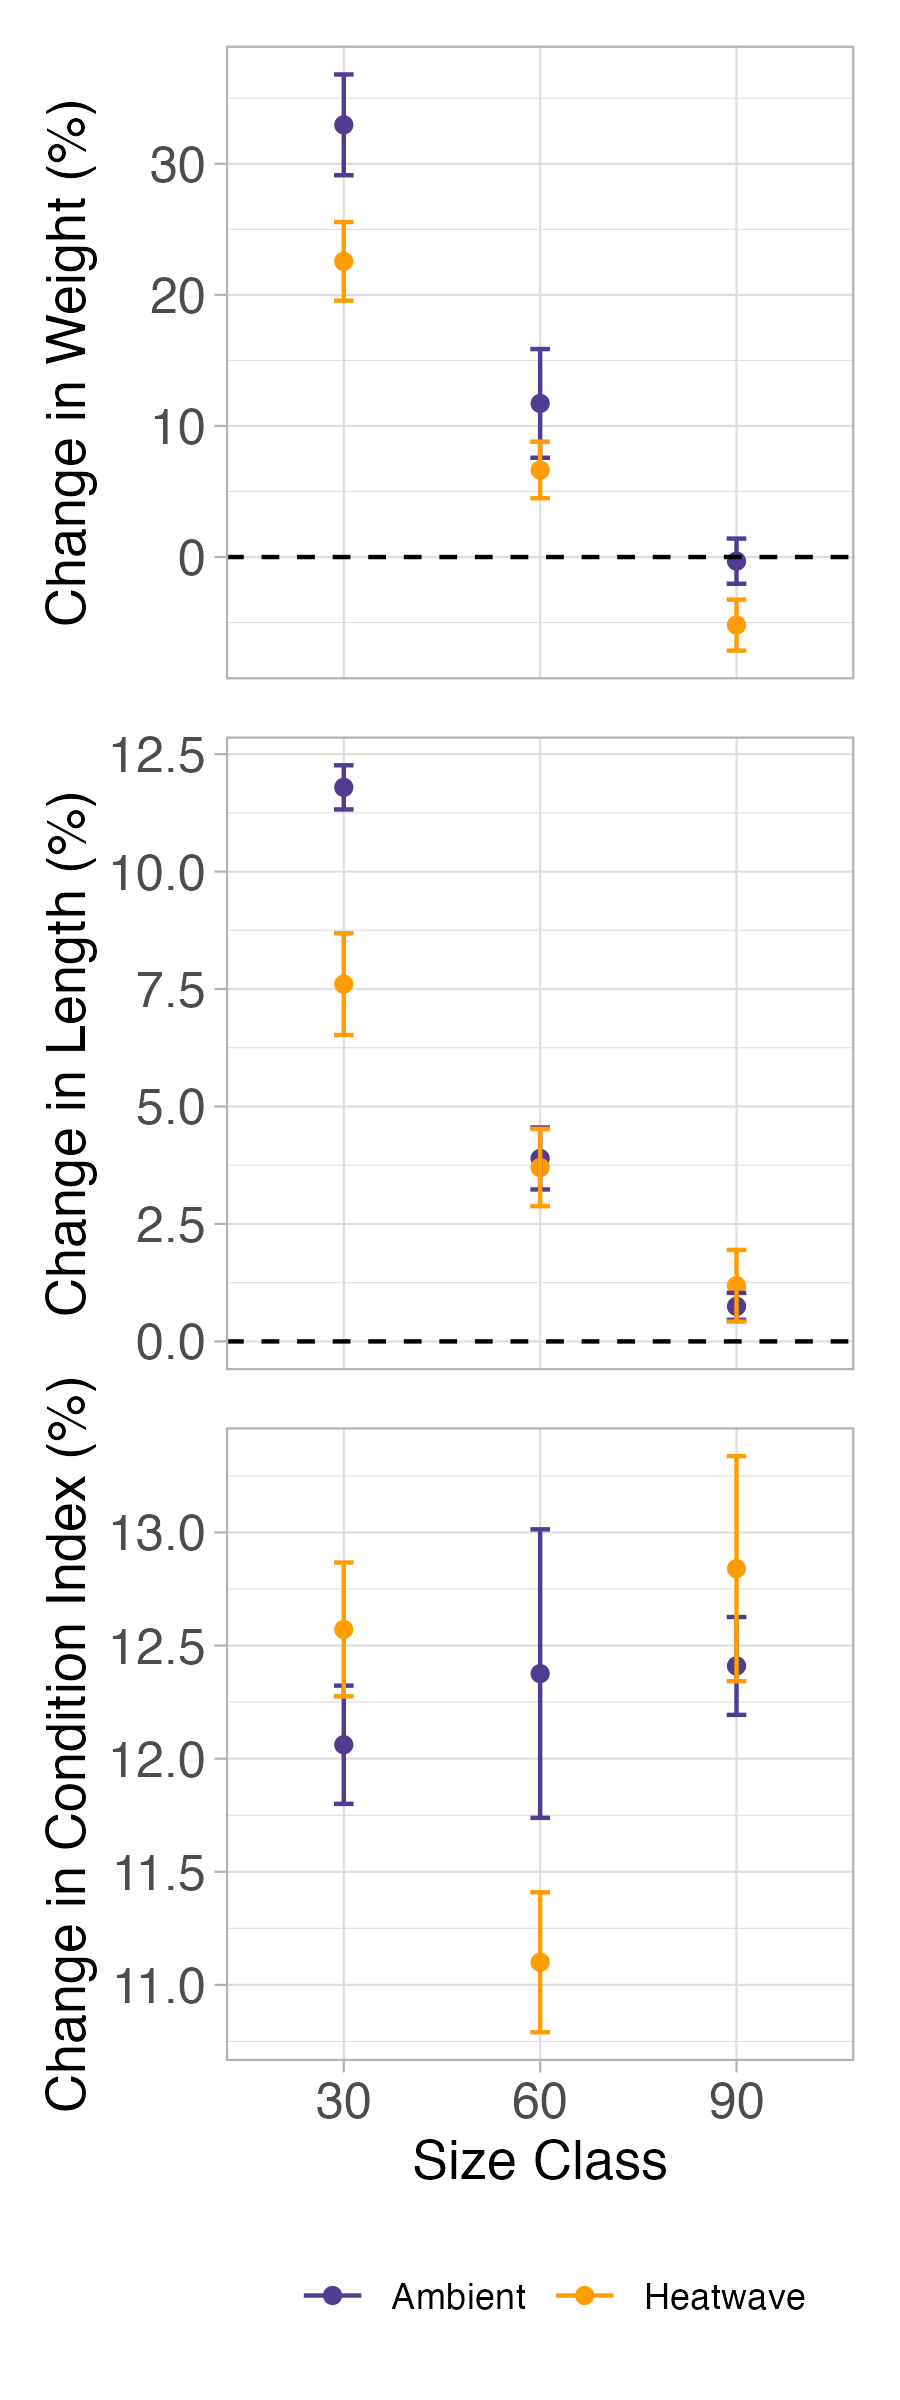 Change in Weight (%)
30
20
10
0
Change in Length (%)
12.5
10.0
7.5
5.0
2.5
0.0
Change in Condition Index (%)
13.0
12.5
12.0
11.5
11.0
30 60 90
Size Class
Ambient Heatwave